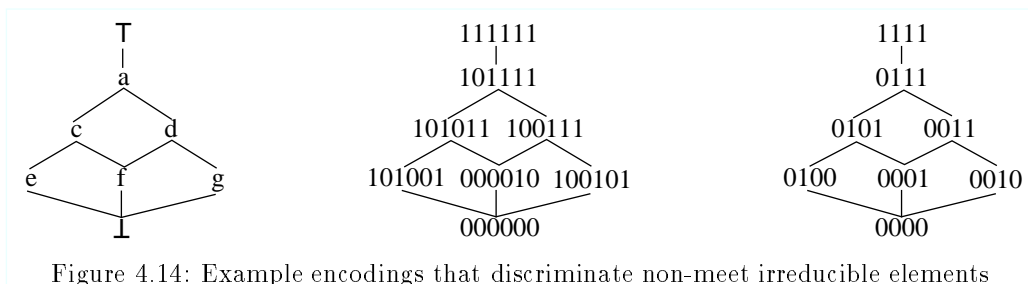 ⊤ 111111 1111
a 101111 0111
c d 101011 100111 0101 0011
e f g 101001 000010 100101 0100 0001 0010
⊥ 000000 0000
Figure 4.14: Example encodings that discriminate non-meet irreducible elements